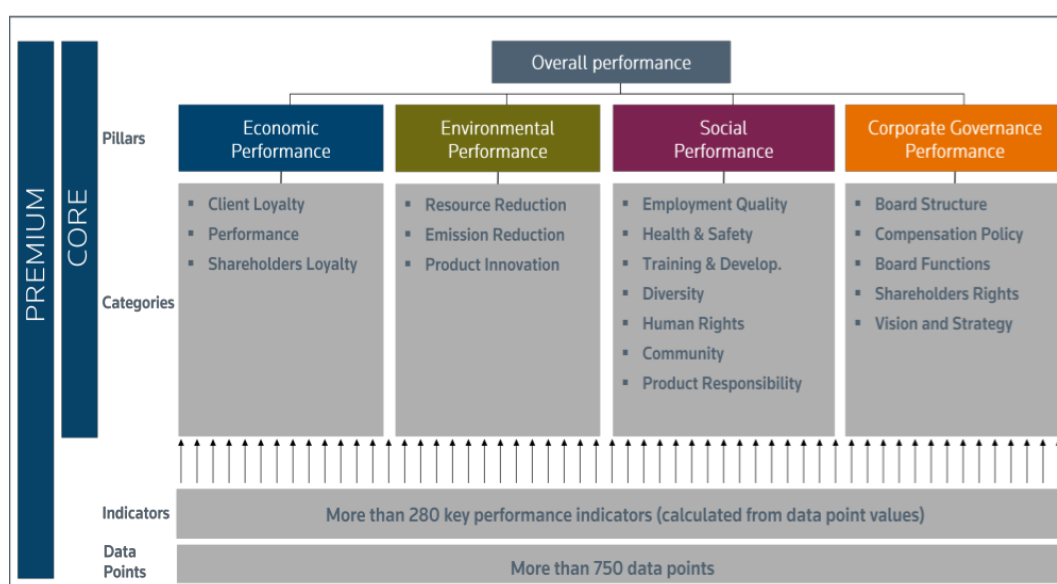 PREMIUM
CORE
Overall performance
Pillars
Economic
Performance
Environmental
Performance
Social
Performance
Corporate Governance
Performance
Categories
▪ Client Loyalty
▪ Performance
▪ Shareholders Loyalty
▪ Resource Reduction
▪ Emission Reduction
▪ Product Innovation
▪ Employment Quality
▪ Health & Safety
▪ Training & Develop.
▪ Diversity
▪ Human Rights
▪ Community
▪ Product Responsibility
▪ Board Structure
▪ Compensation Policy
▪ Board Functions
▪ Shareholders Rights
▪ Vision and Strategy
Indicators
More than 280 key performance indicators (calculated from data point values)
Data
Points
More than 750 data points